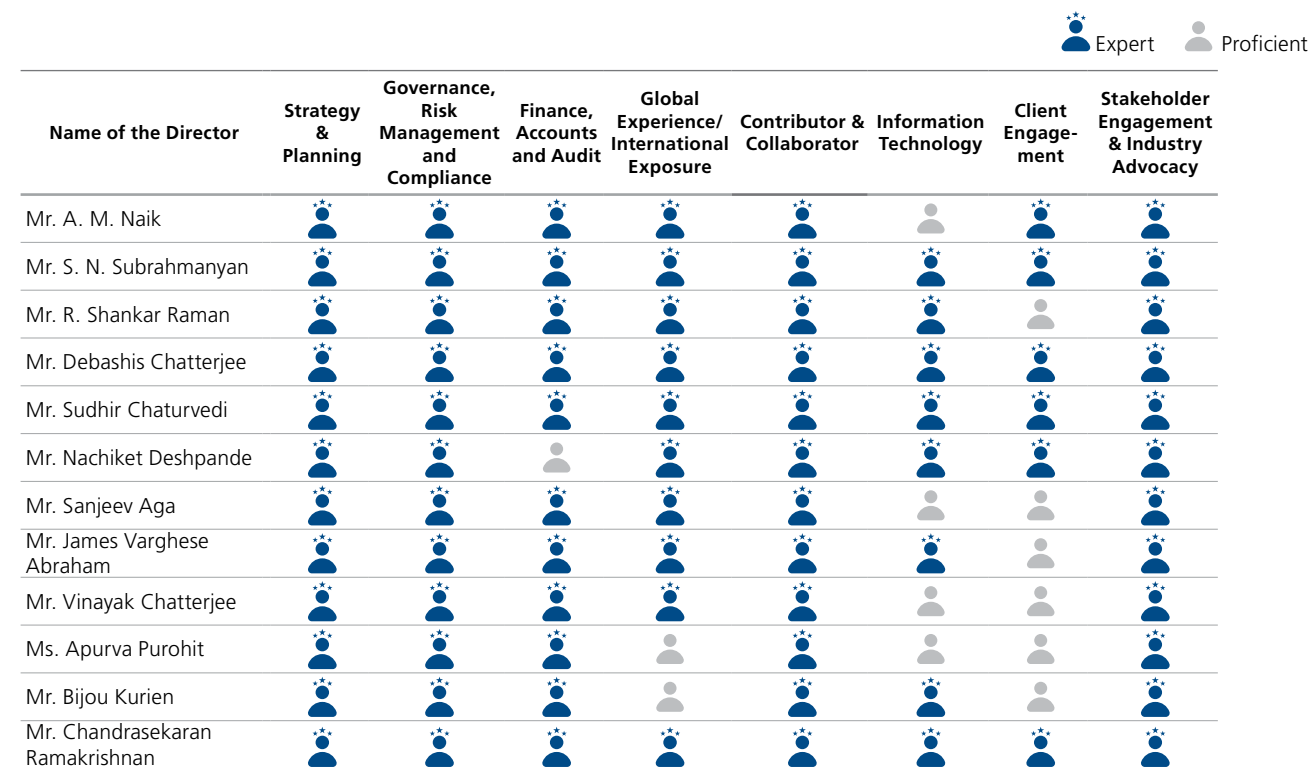 Expert Proficient
Name of the Director
Strategy
&
Planning
Governance,
Risk
Management
and
Compliance
Finance,
Accounts
and Audit
Global
Experience/
International
Exposure
Contributor &
Collaborator
Information
Technology
Client
Engage-
ment
Stakeholder
Engagement
& Industry
Advocacy
Mr. A. M. Naik
Mr. S. N. Subrahmanyan
Mr. R. Shankar Raman
Mr. Debashis Chatterjee
Mr. Sudhir Chaturvedi
Mr. Nachiket Deshpande
Mr. Sanjeev Aga
Mr. James Varghese
Abraham
Mr. Vinayak Chatterjee
Ms. Apurva Purohit
Mr. Bijou Kurien
Mr. Chandrasekaran
Ramakrishnan